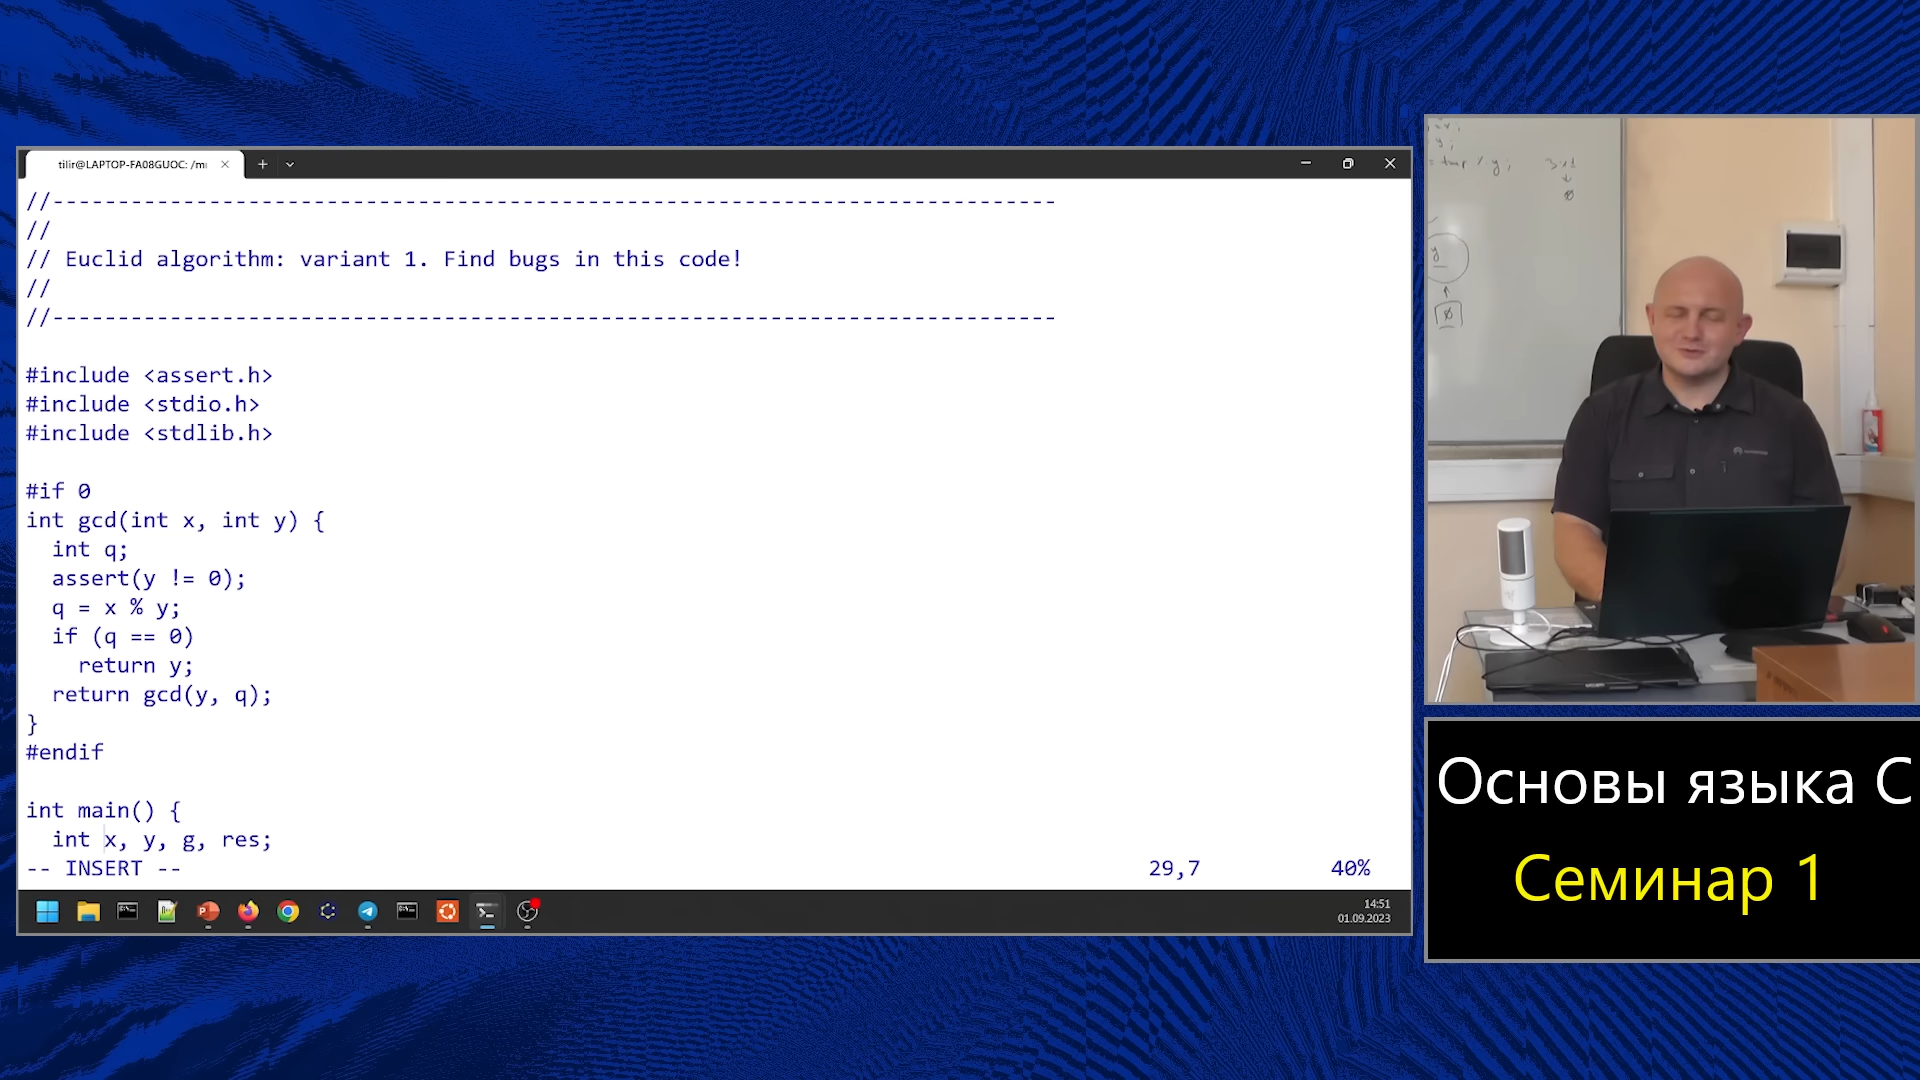 tilir@LAPTOP-FA08GUOC: /m
//-----------------------------------------------------------------------------
//
// Euclid algorithm: variant 1. Find bugs in this code!
//
//-----------------------------------------------------------------------------
#include <assert.h>
#include <stdio.h>
#include <stdlib.h>
#if 0
int gcd(int x, int y) {
int q;
assert(y != 0);
q = x % y;
if (q == 0)
return y;
return gcd(y, q);
}
#endif
int main() {
int x, y, g, res;
-- INSERT -- 29,7 40%
14:51
01.09.2023
= tmp % y;
y
Основы языка C
Семинар 1